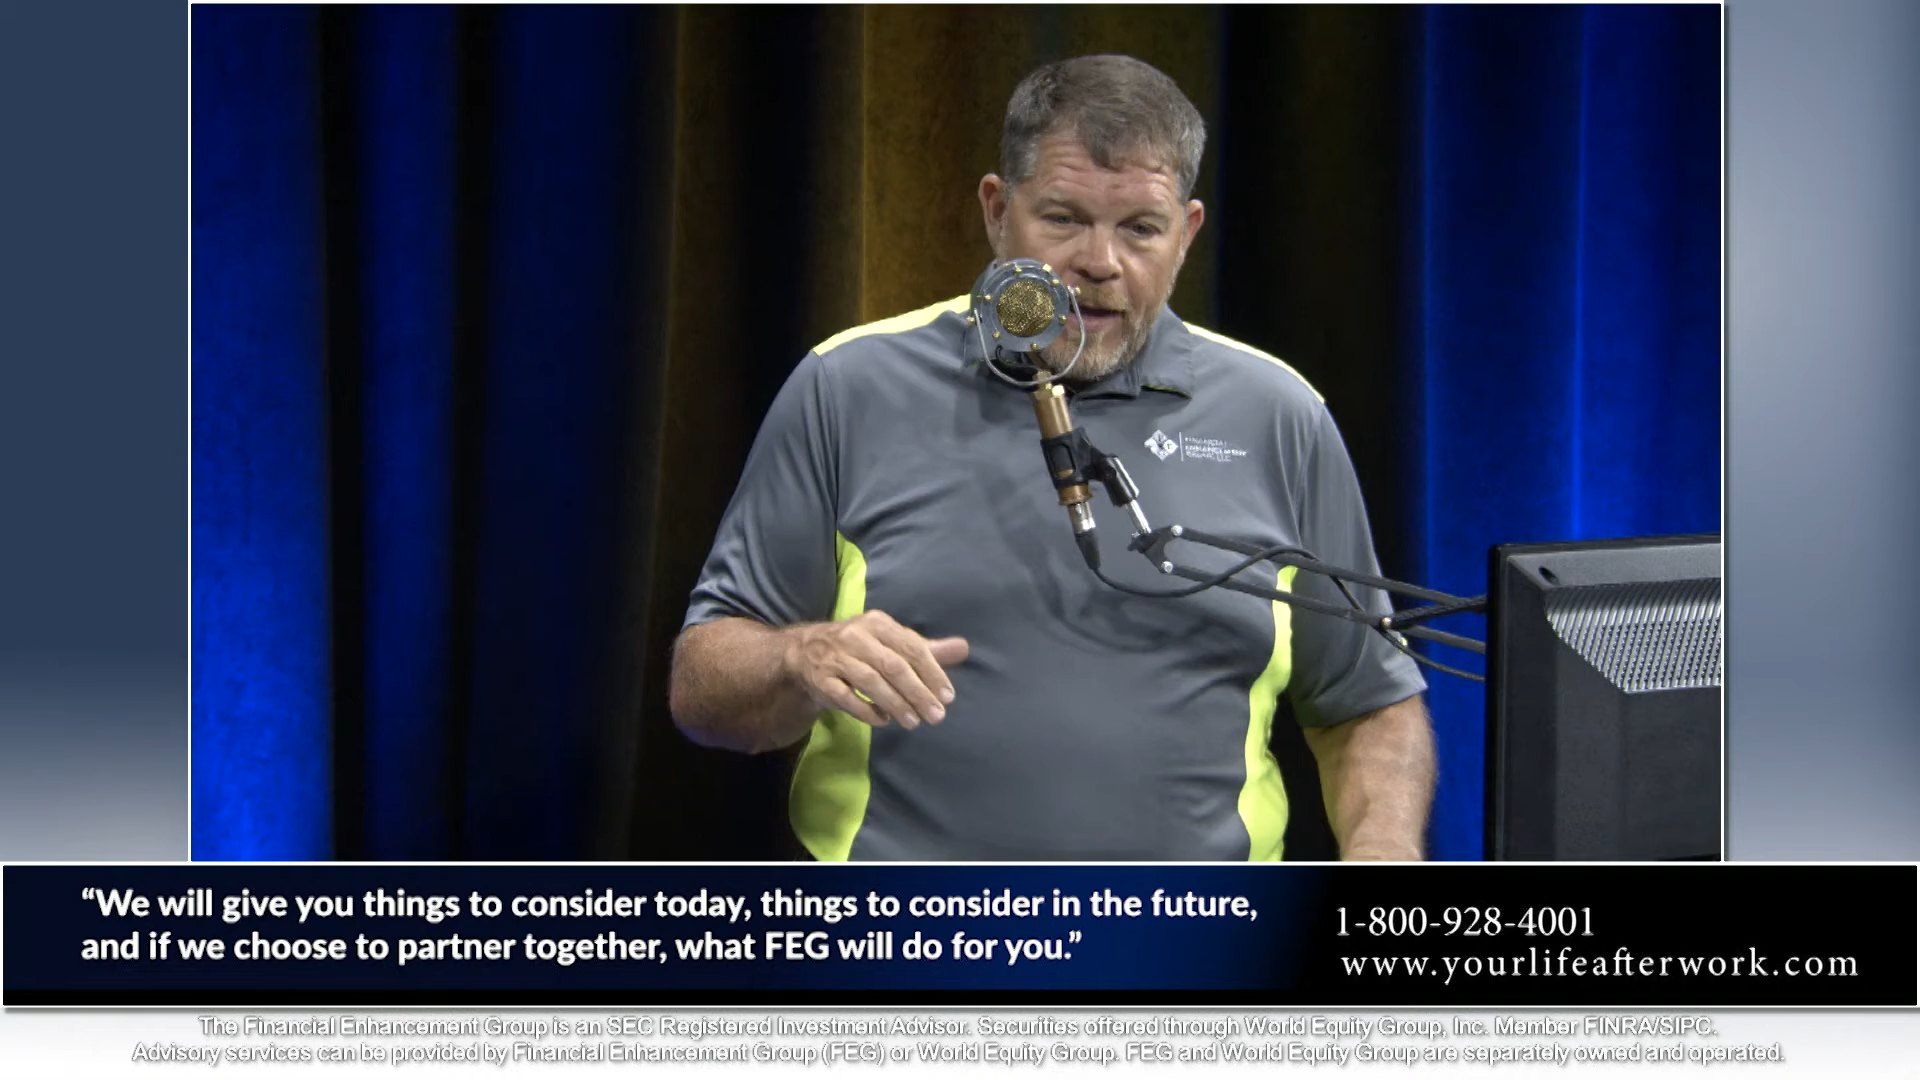 FINANCIAL
ENHANCEMENT
GROUP, LLC
“We will give you things to consider today, things to consider in the future,
and if we choose to partner together, what FEG will do for you.”
1-800-928-4001
www.yourlifeafterwork.com
The Financial Enhancement Group is an SEC Registered Investment Advisor. Securities offered through World Equity Group, Inc. Member FINRA/SIPC.
Advisory services can be provided by Financial Enhancement Group (FEG) or World Equity Group. FEG and World Equity Group are separately owned and operated.